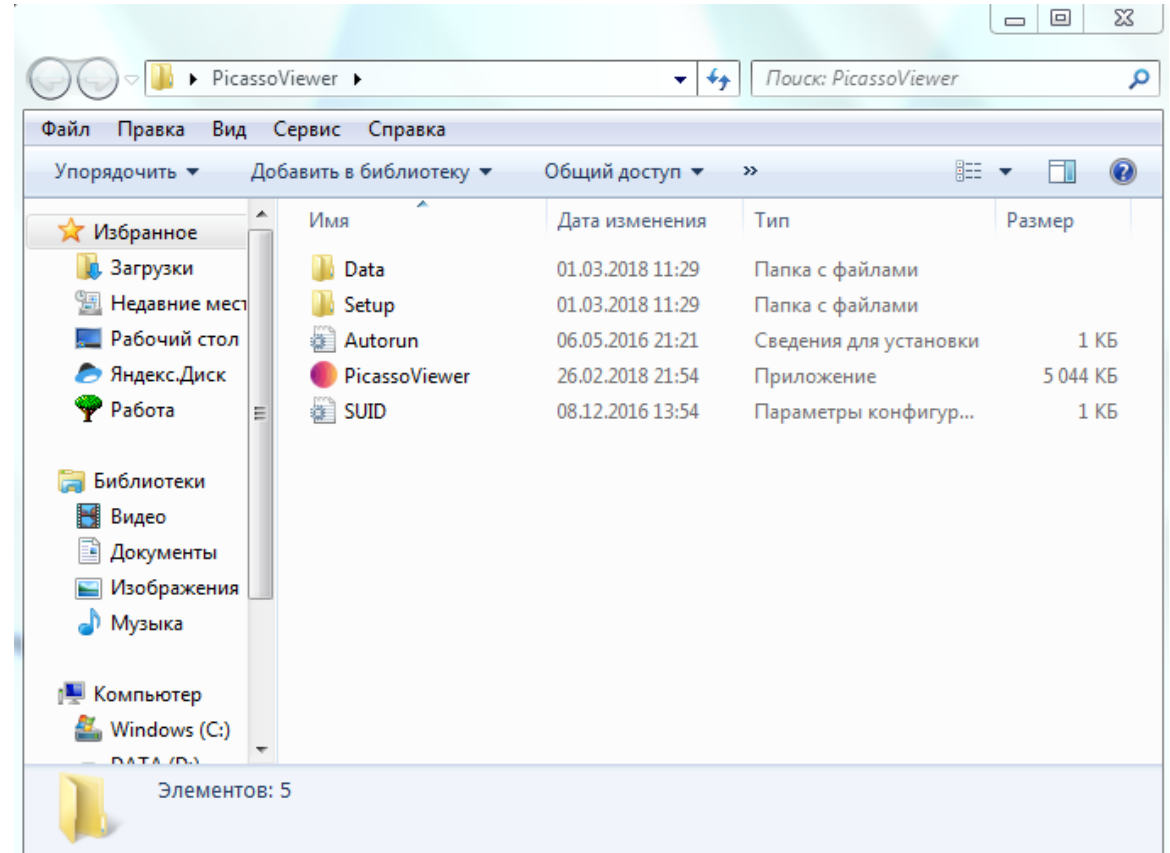 PicassoViewer
Поиск: PicassoViewer
Файл Правка Вид Сервис Справка
Упорядочить Добавить в библиотеку Общий доступ »
Избранное
Загрузки
Недавние мест
Рабочий стол
Яндекс.Диск
Работа
Библиотеки
Видео
Документы
Изображения
Музыка
Компьютер
Windows (C:)
DATA (D:)
Имя Дата изменения Тип Размер
Data 01.03.2018 11:29 Папка с файлами
Setup 01.03.2018 11:29 Папка с файлами
Autorun 06.05.2016 21:21 Сведения для установки 1 КБ
PicassoViewer 26.02.2018 21:54 Приложение 5 044 КБ
SUID 08.12.2016 13:54 Параметры конфигур... 1 КБ
Элементов: 5